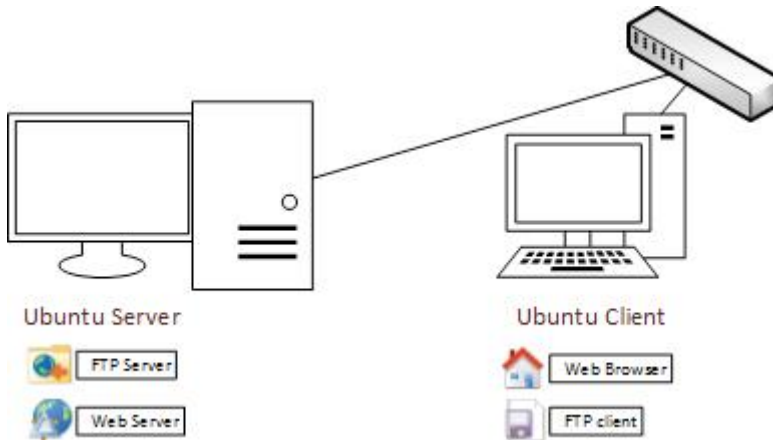 Ubuntu Server
FTP Server
Web Server
Ubuntu Client
Web Browser
FTP client